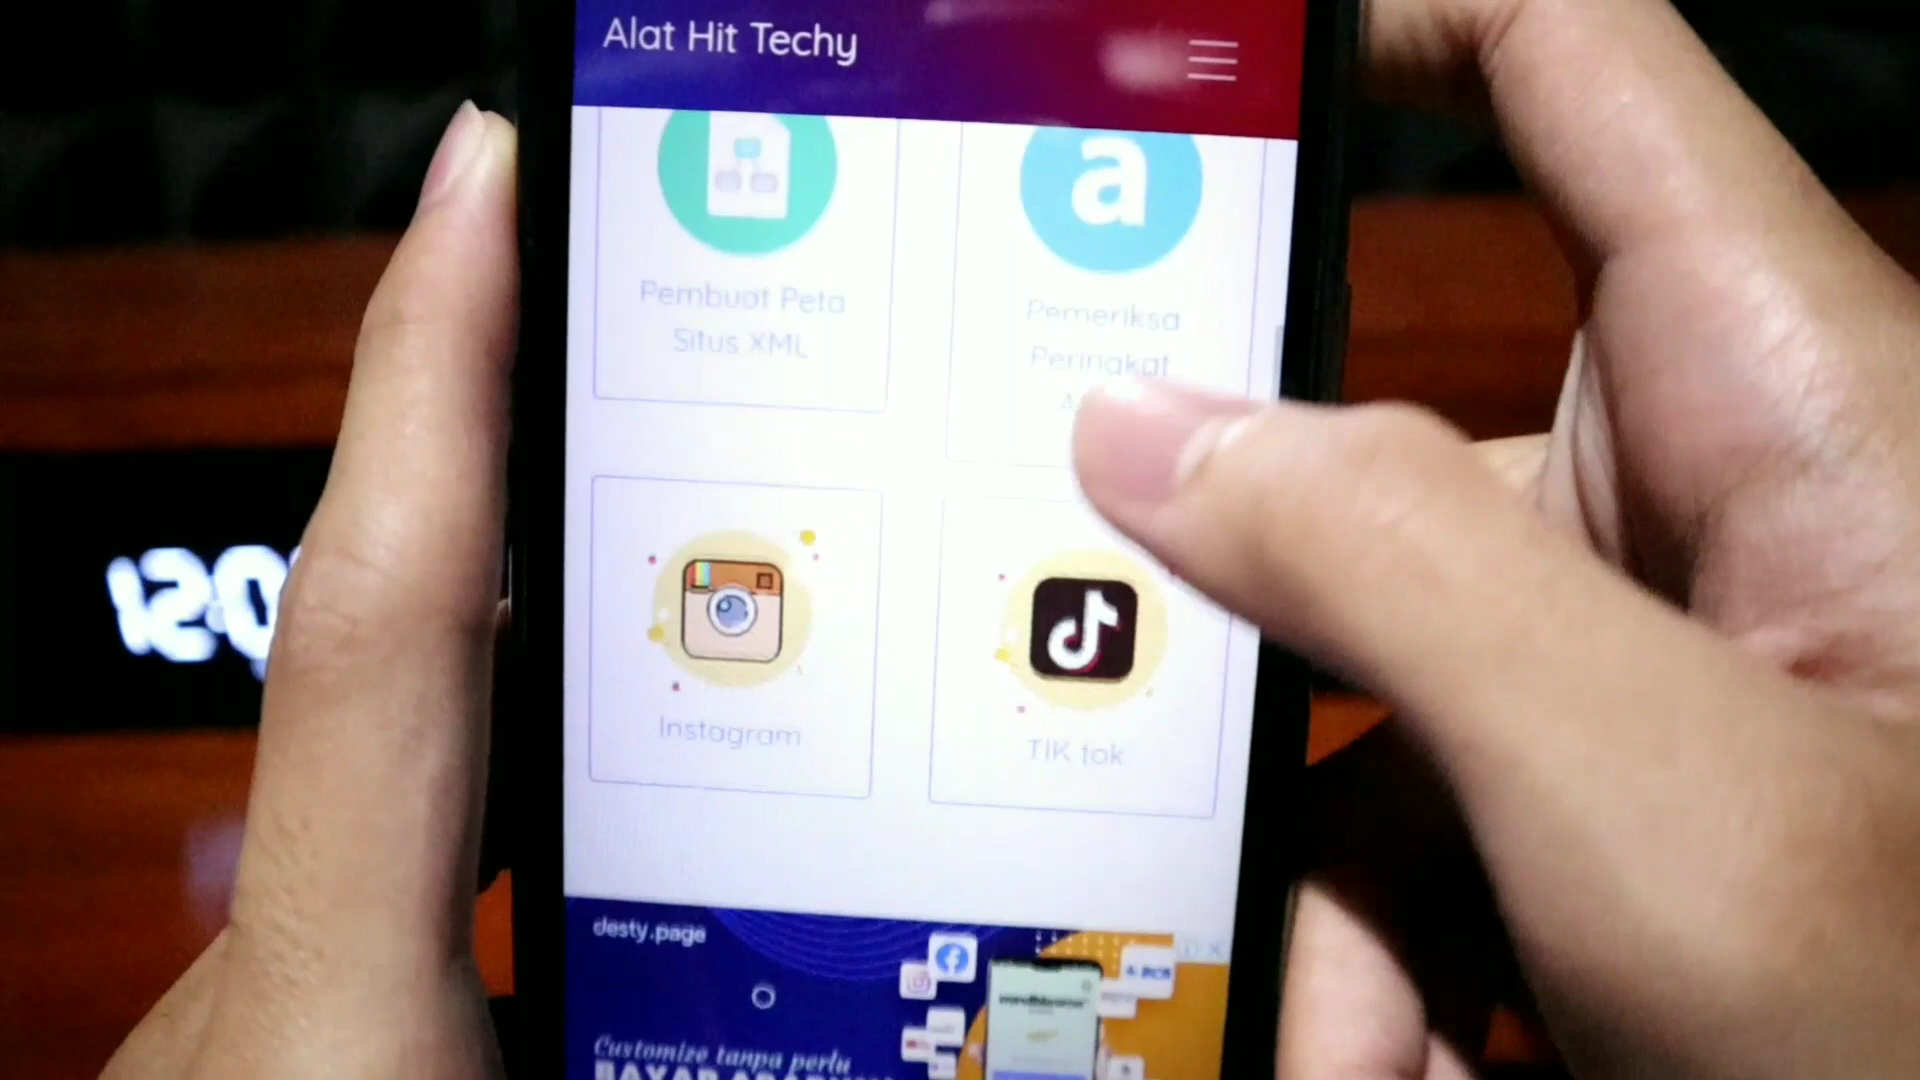 Alat Hit Techy
a
Pembuat Peta
Situs XML
Pemeriksa
Peringkat
Instagram
TIK tok
desty.page
Customize tanpa perlu